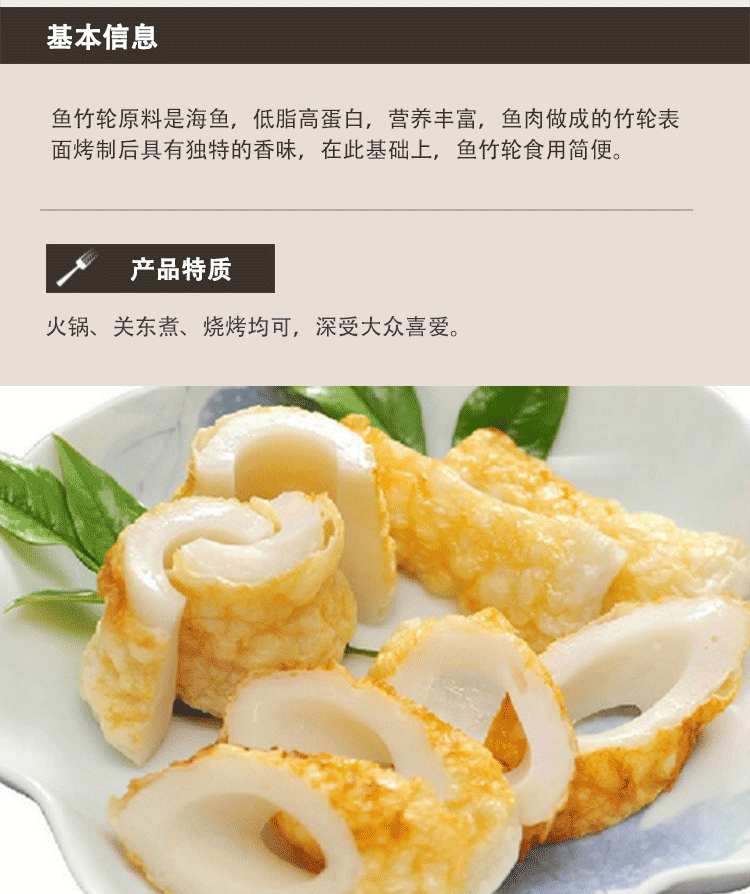 基本信息
鱼竹轮原料是海鱼，低脂高蛋白，营养丰富，鱼肉做成的竹轮表
面烤制后具有独特的香味，在此基础上，鱼竹轮食用简便。
产品特质
火锅、关东煮、烧烤均可，深受大众喜爱。